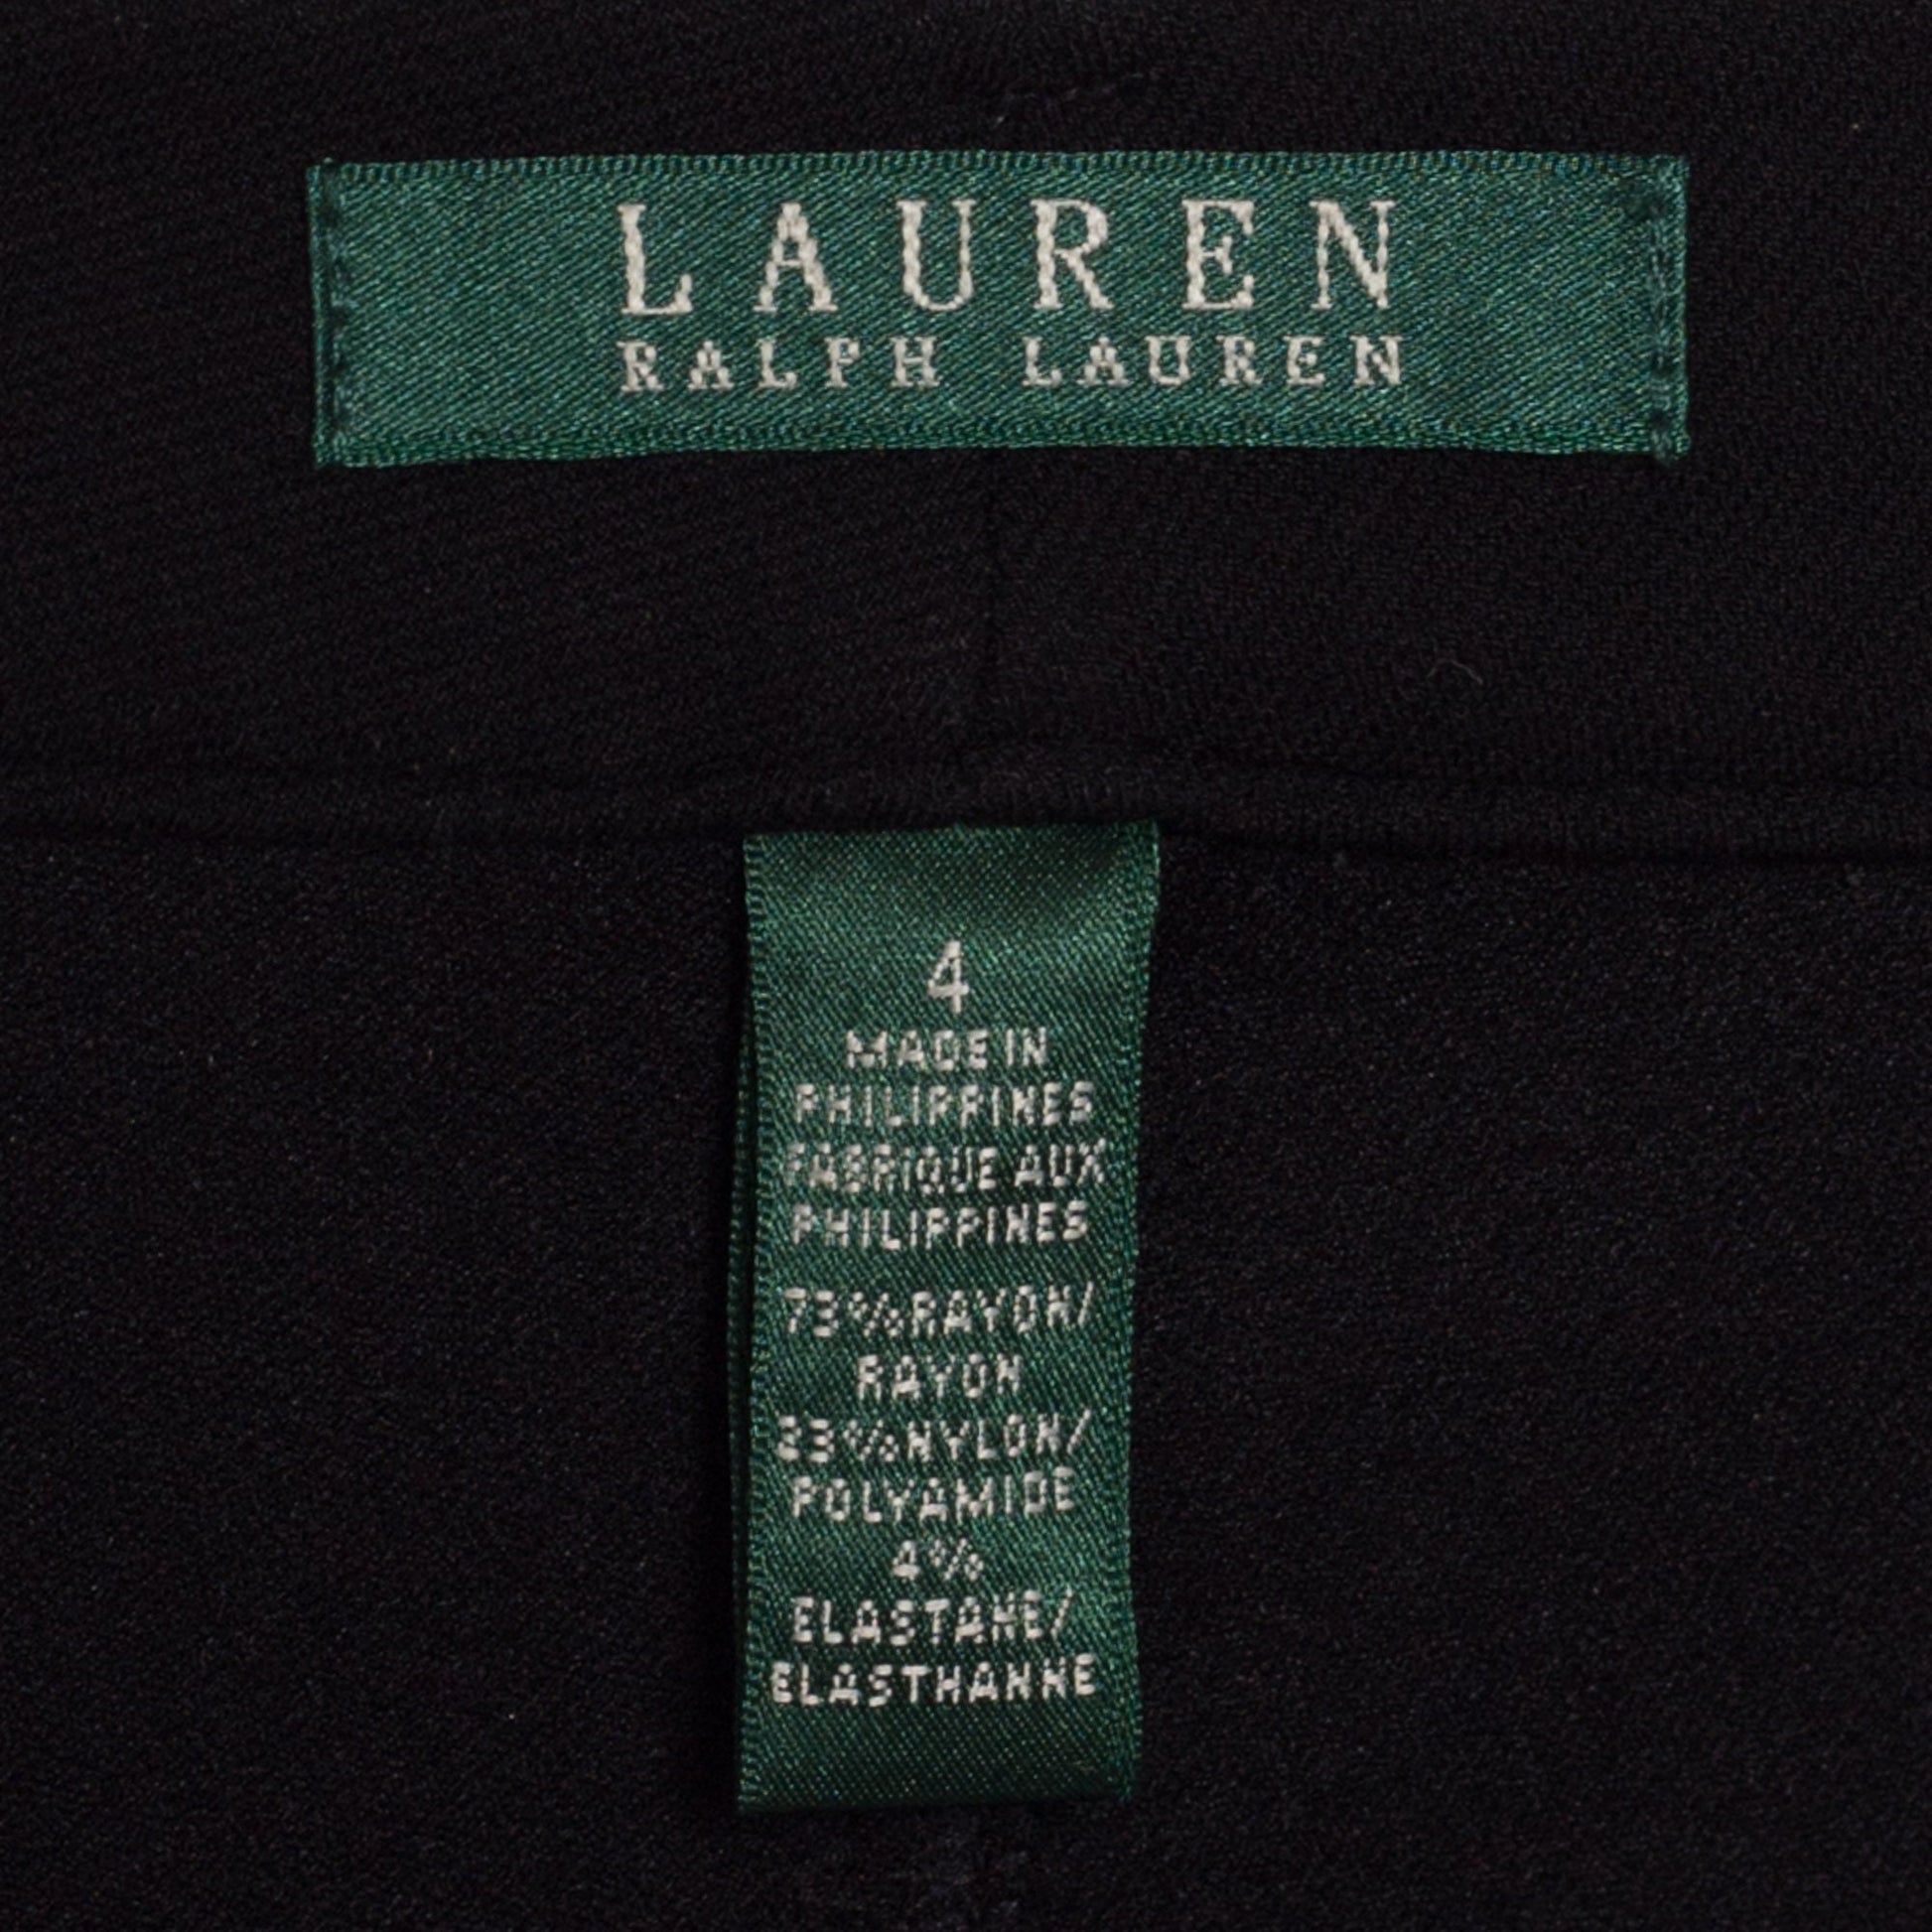 LAUREN
RALPH LAUREN
4
MADE IN
PHILIPPINES
FABRIQUE AUX
PHILIPPINES
73%RAYON/
RAYON
23%NYLON/
POLYAMIDE
4%
ELASTANE/
ELASTHANNE